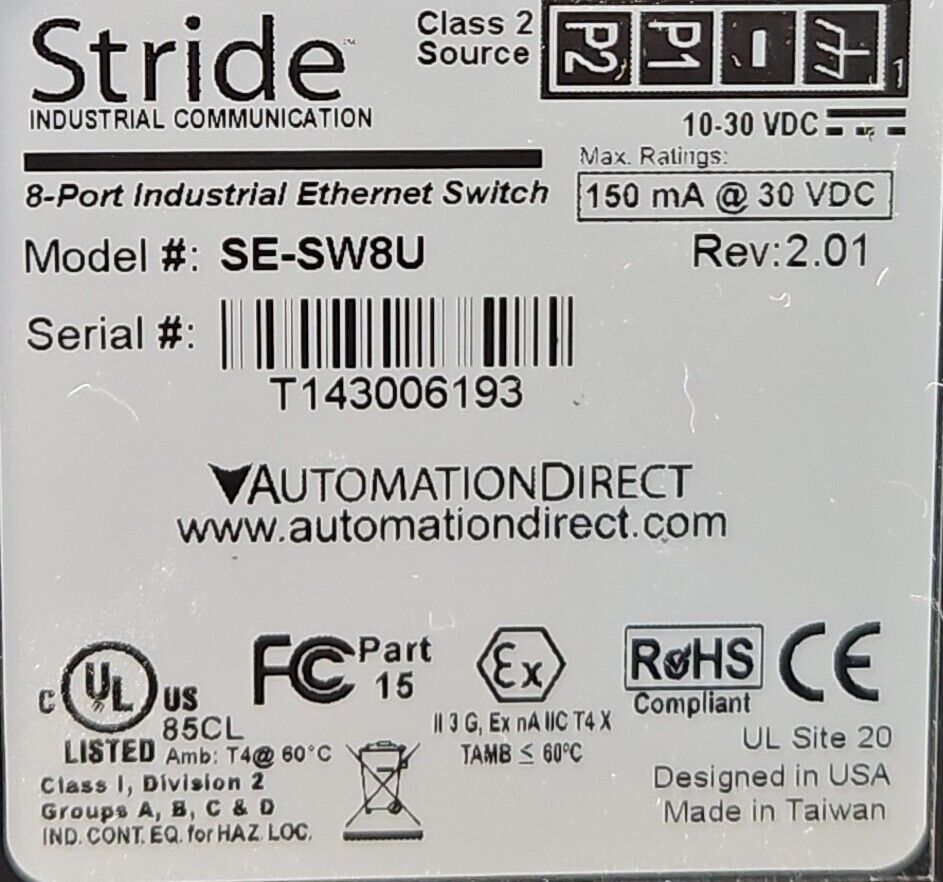 Stride™
INDUSTRIAL COMMUNICATION
Class 2
Source
P2 P1 - 1
10-30 VDC
Max. Ratings:
150 mA @ 30 VDC
8-Port Industrial Ethernet Switch
Model #: SE-SW8U
Rev:2.01
Serial #:
T143006193
AUTOMATIONDIRECT
www.automationdirect.com
C UL US
85CL
LISTED Amb: T4@ 60°C
Class I, Division 2
Groups A, B, C & D
IND. CONT. EQ. for HAZ. LOC.
FC Part
15
Ex
II 3 G, Ex nA IIC T4 X
TAMB ≤ 60°C
RoHS
Compliant
CE
UL Site 20
Designed in USA
Made in Taiwan